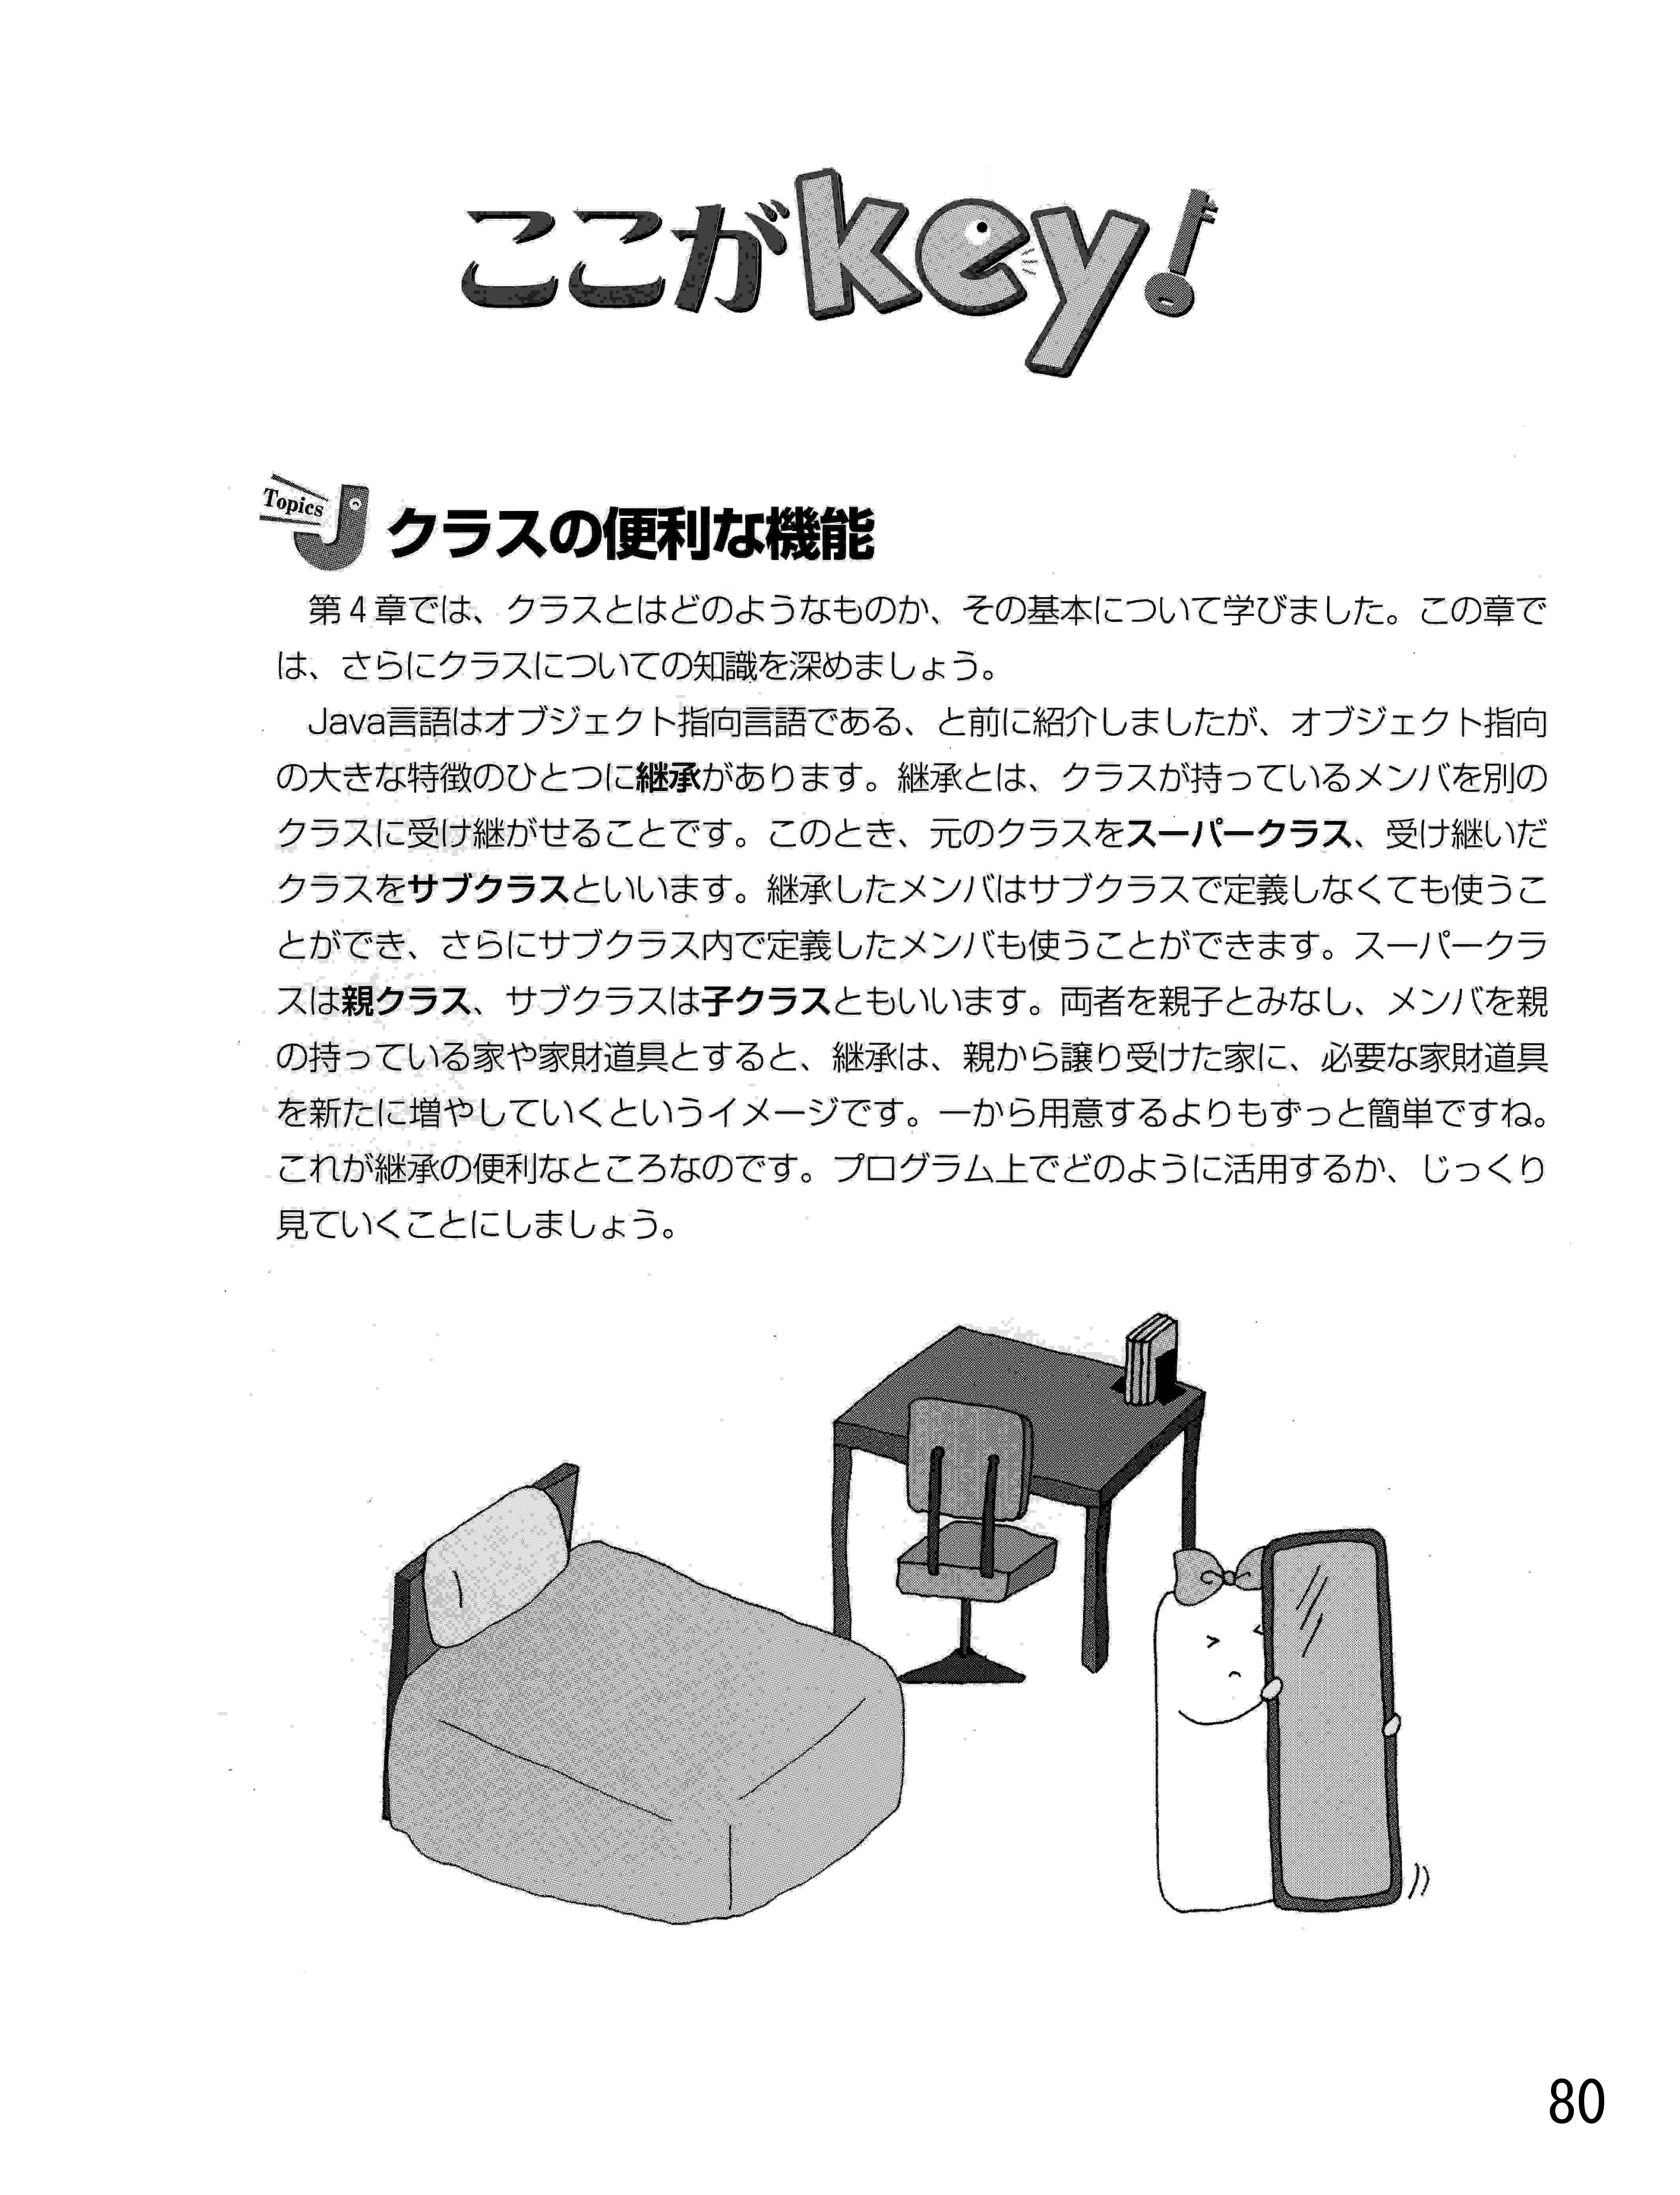 ここがkey!
Topics
クラスの便利な機能
第4章では、クラスとはどのようなものか、その基本について学びました。この章で
は、さらにクラスについての知識を深めましょう。
Java言語はオブジェクト指向言語である、と前に紹介しましたが、オブジェクト指向
の大きな特徴のひとつに継承があります。継承とは、クラスが持っているメンバを別の
クラスに受け継がせることです。このとき、元のクラスをスーパークラス、受け継いだ
クラスをサブクラスといいます。継承したメンバはサブクラスで定義しなくても使うこ
とができ、さらにサブクラス内で定義したメンバも使うことができます。スーパークラ
スは親クラス、サブクラスは子クラスともいいます。両者を親子とみなし、メンバを親
の持っている家や家財道具とすると、継承は、親から譲り受けた家に、必要な家財道具
を新たに増やしていくというイメージです。一から用意するよりもずっと簡単ですね。
これが継承の便利なところなのです。プログラム上でどのように活用するか、じっくり
見ていくことにしましょう。
80